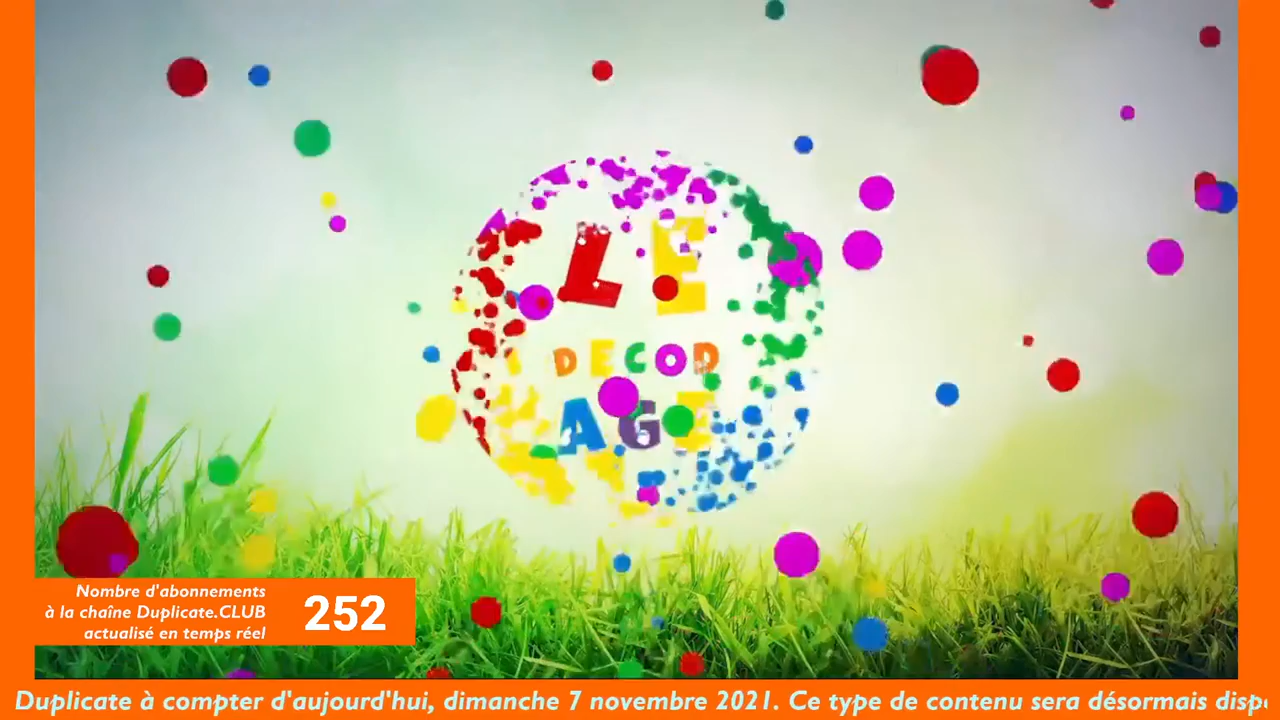 LE
DECOD
AGE
Nombre d'abonnements
à la chaîne Duplicate.CLUB
actualisé en temps réel
252
Duplicate à compter d'aujourd'hui, dimanche 7 novembre 2021. Ce type de contenu sera désormais